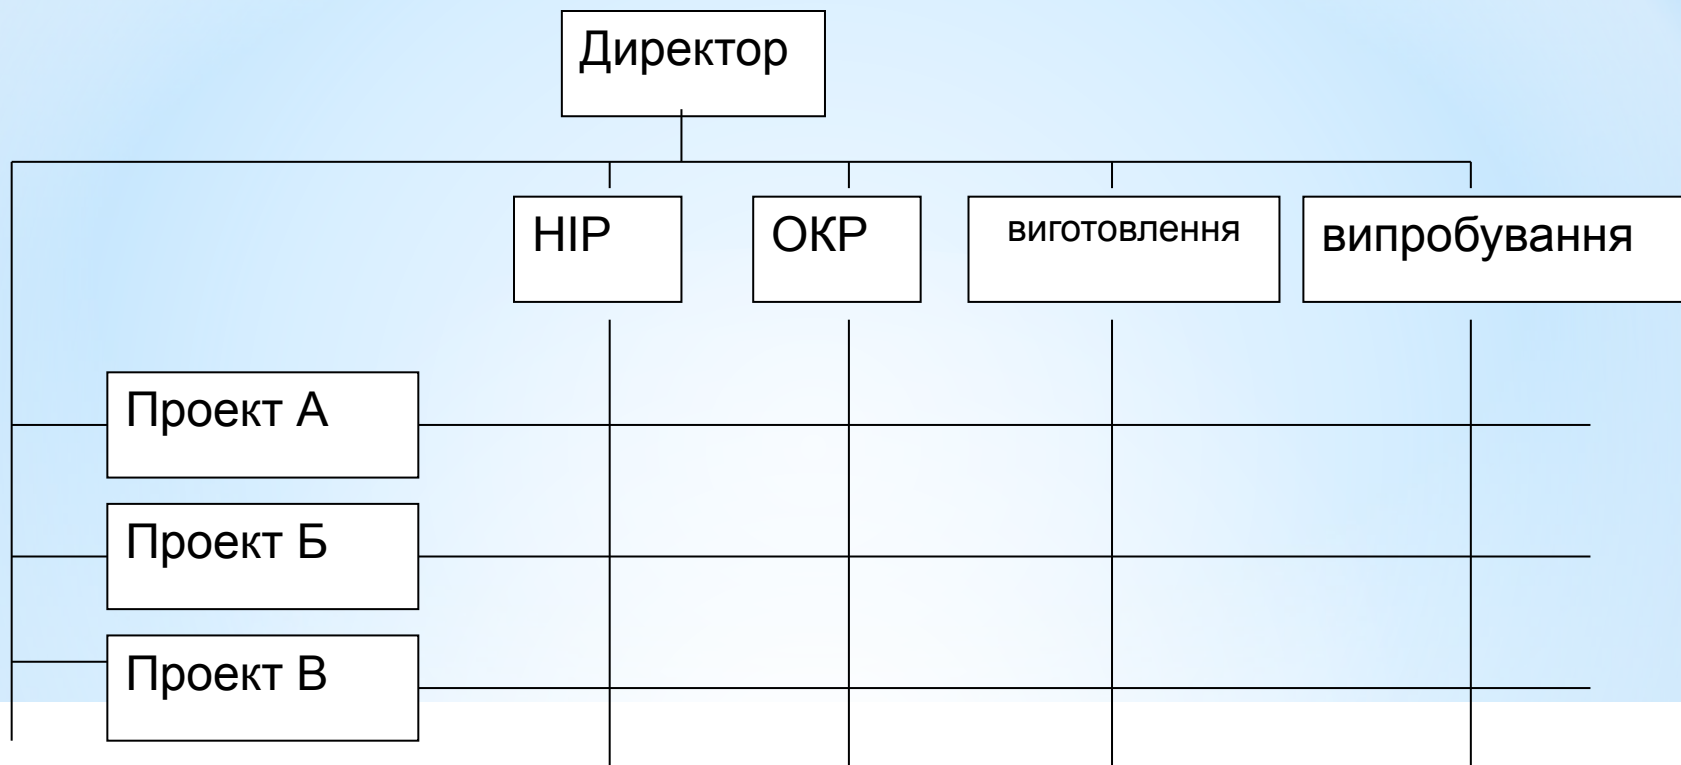 Директор
НІР
ОКР
виготовлення
випробування
Проект А
Проект Б
Проект В